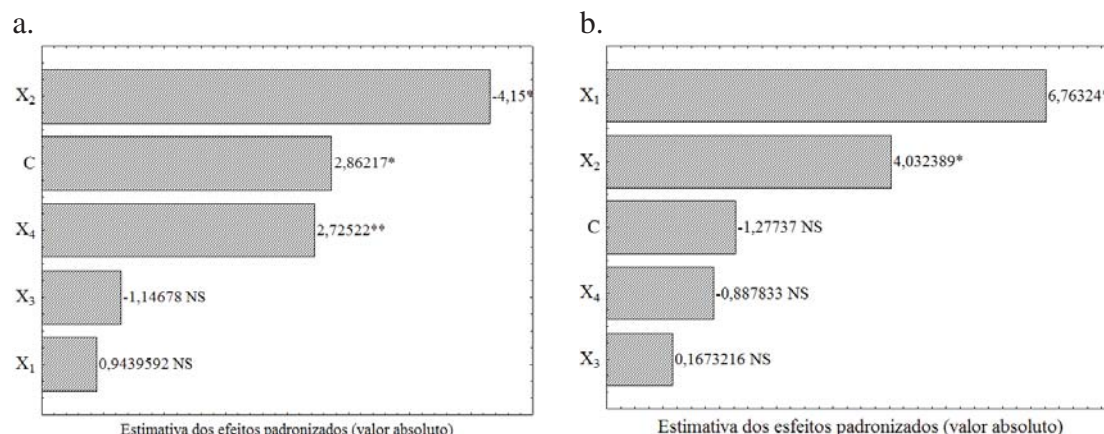 a.
X2 -4,15*
C 2,86217*
X4 2,72522**
X3 -1,14678 NS
X1 0,9439592 NS
Estimativa dos efeitos padronizados (valor absoluto)
b.
X1 6,76324*
X2 4,032389*
C -1,27737 NS
X4 -0,887833 NS
X3 0,1673216 NS
Estimativa dos esfeitos padronizados (valor absoluto)